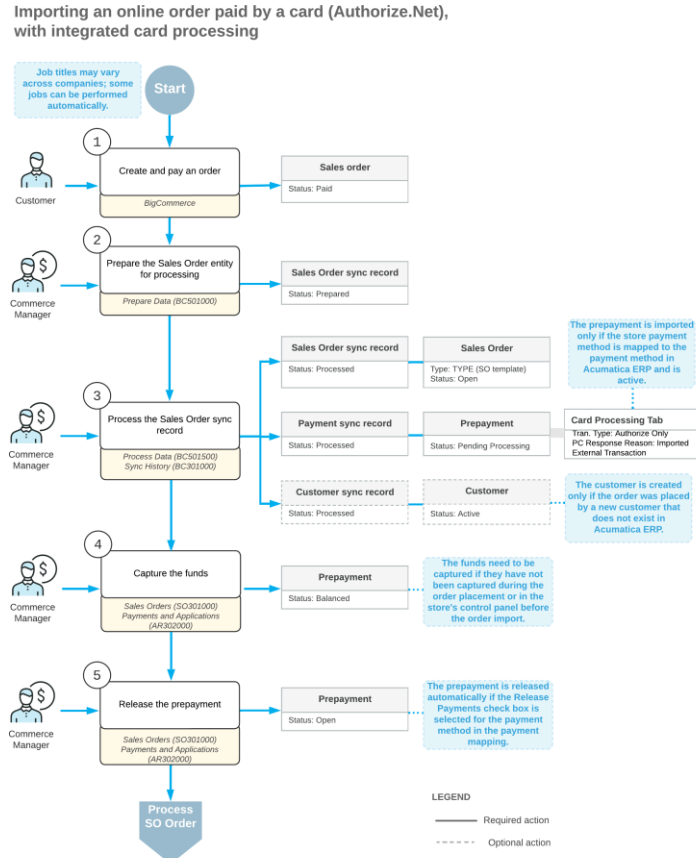 Importing an online order paid by a card (Authorize.Net),
with integrated card processing
Job titles may vary
across companies; some
jobs can be performed
automatically.
Start
1
Create and pay an order
BigCommerce
Customer
Sales order
Status: Paid
2
Prepare the Sales Order entity
for processing
Prepare Data (BC501000)
$
Commerce
Manager
Sales Order sync record
Status: Prepared
3
Process the Sales Order sync
record
Process Data (BC501500)
Sync History (BC301000)
$
Commerce
Manager
Sales Order sync record
Status: Processed
Sales Order
Type: TYPE (SO template)
Status: Open
The prepayment is imported
only if the store payment
method is mapped to the
payment method in
Acumatica ERP and is
active.
Payment sync record
Status: Processed
Prepayment
Status: Pending Processing
Card Processing Tab
Tran. Type: Authorize Only
PC Response Reason: Imported
External Transaction
Customer sync record
Status: Processed
Customer
Status: Active
The customer is created
only if the order was placed
by a new customer that
does not exist in
Acumatica ERP.
4
Capture the funds
Sales Orders (SO301000)
Payments and Applications
(AR302000)
$
Commerce
Manager
Prepayment
Status: Balanced
The funds need to be
captured if they have not
been captured during the
order placement or in the
store's control panel before
the order import.
5
Release the prepayment
Sales Orders (SO301000)
Payments and Applications
(AR302000)
$
Commerce
Manager
Prepayment
Status: Open
The prepayment is released
automatically if the Release
Payments check box is
selected for the payment
method in the payment
mapping.
Process
SO Order
LEGEND
Required action
Optional action